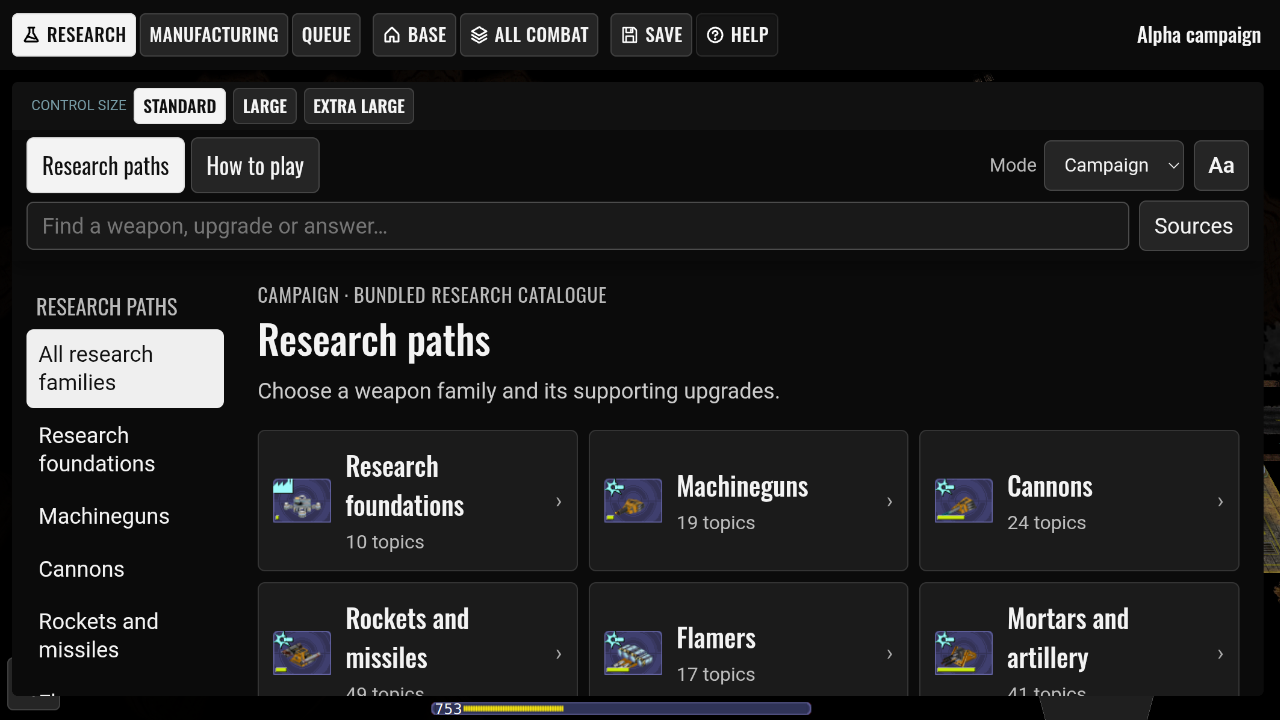 RESEARCH
MANUFACTURING
QUEUE
BASE
ALL COMBAT
SAVE
HELP
Alpha campaign
CONTROL SIZE
STANDARD
LARGE
EXTRA LARGE
Research paths
How to play
Mode
Campaign
Aa
Find a weapon, upgrade or answer…
Sources
RESEARCH PATHS
All research
families
Research
foundations
Machineguns
Cannons
Rockets and
missiles
CAMPAIGN · BUNDLED RESEARCH CATALOGUE
Research paths
Choose a weapon family and its supporting upgrades.
Research
foundations
10 topics
Machineguns
19 topics
Cannons
24 topics
Rockets and
missiles
49 topics
Flamers
17 topics
Mortars and
artillery
41 topics
753